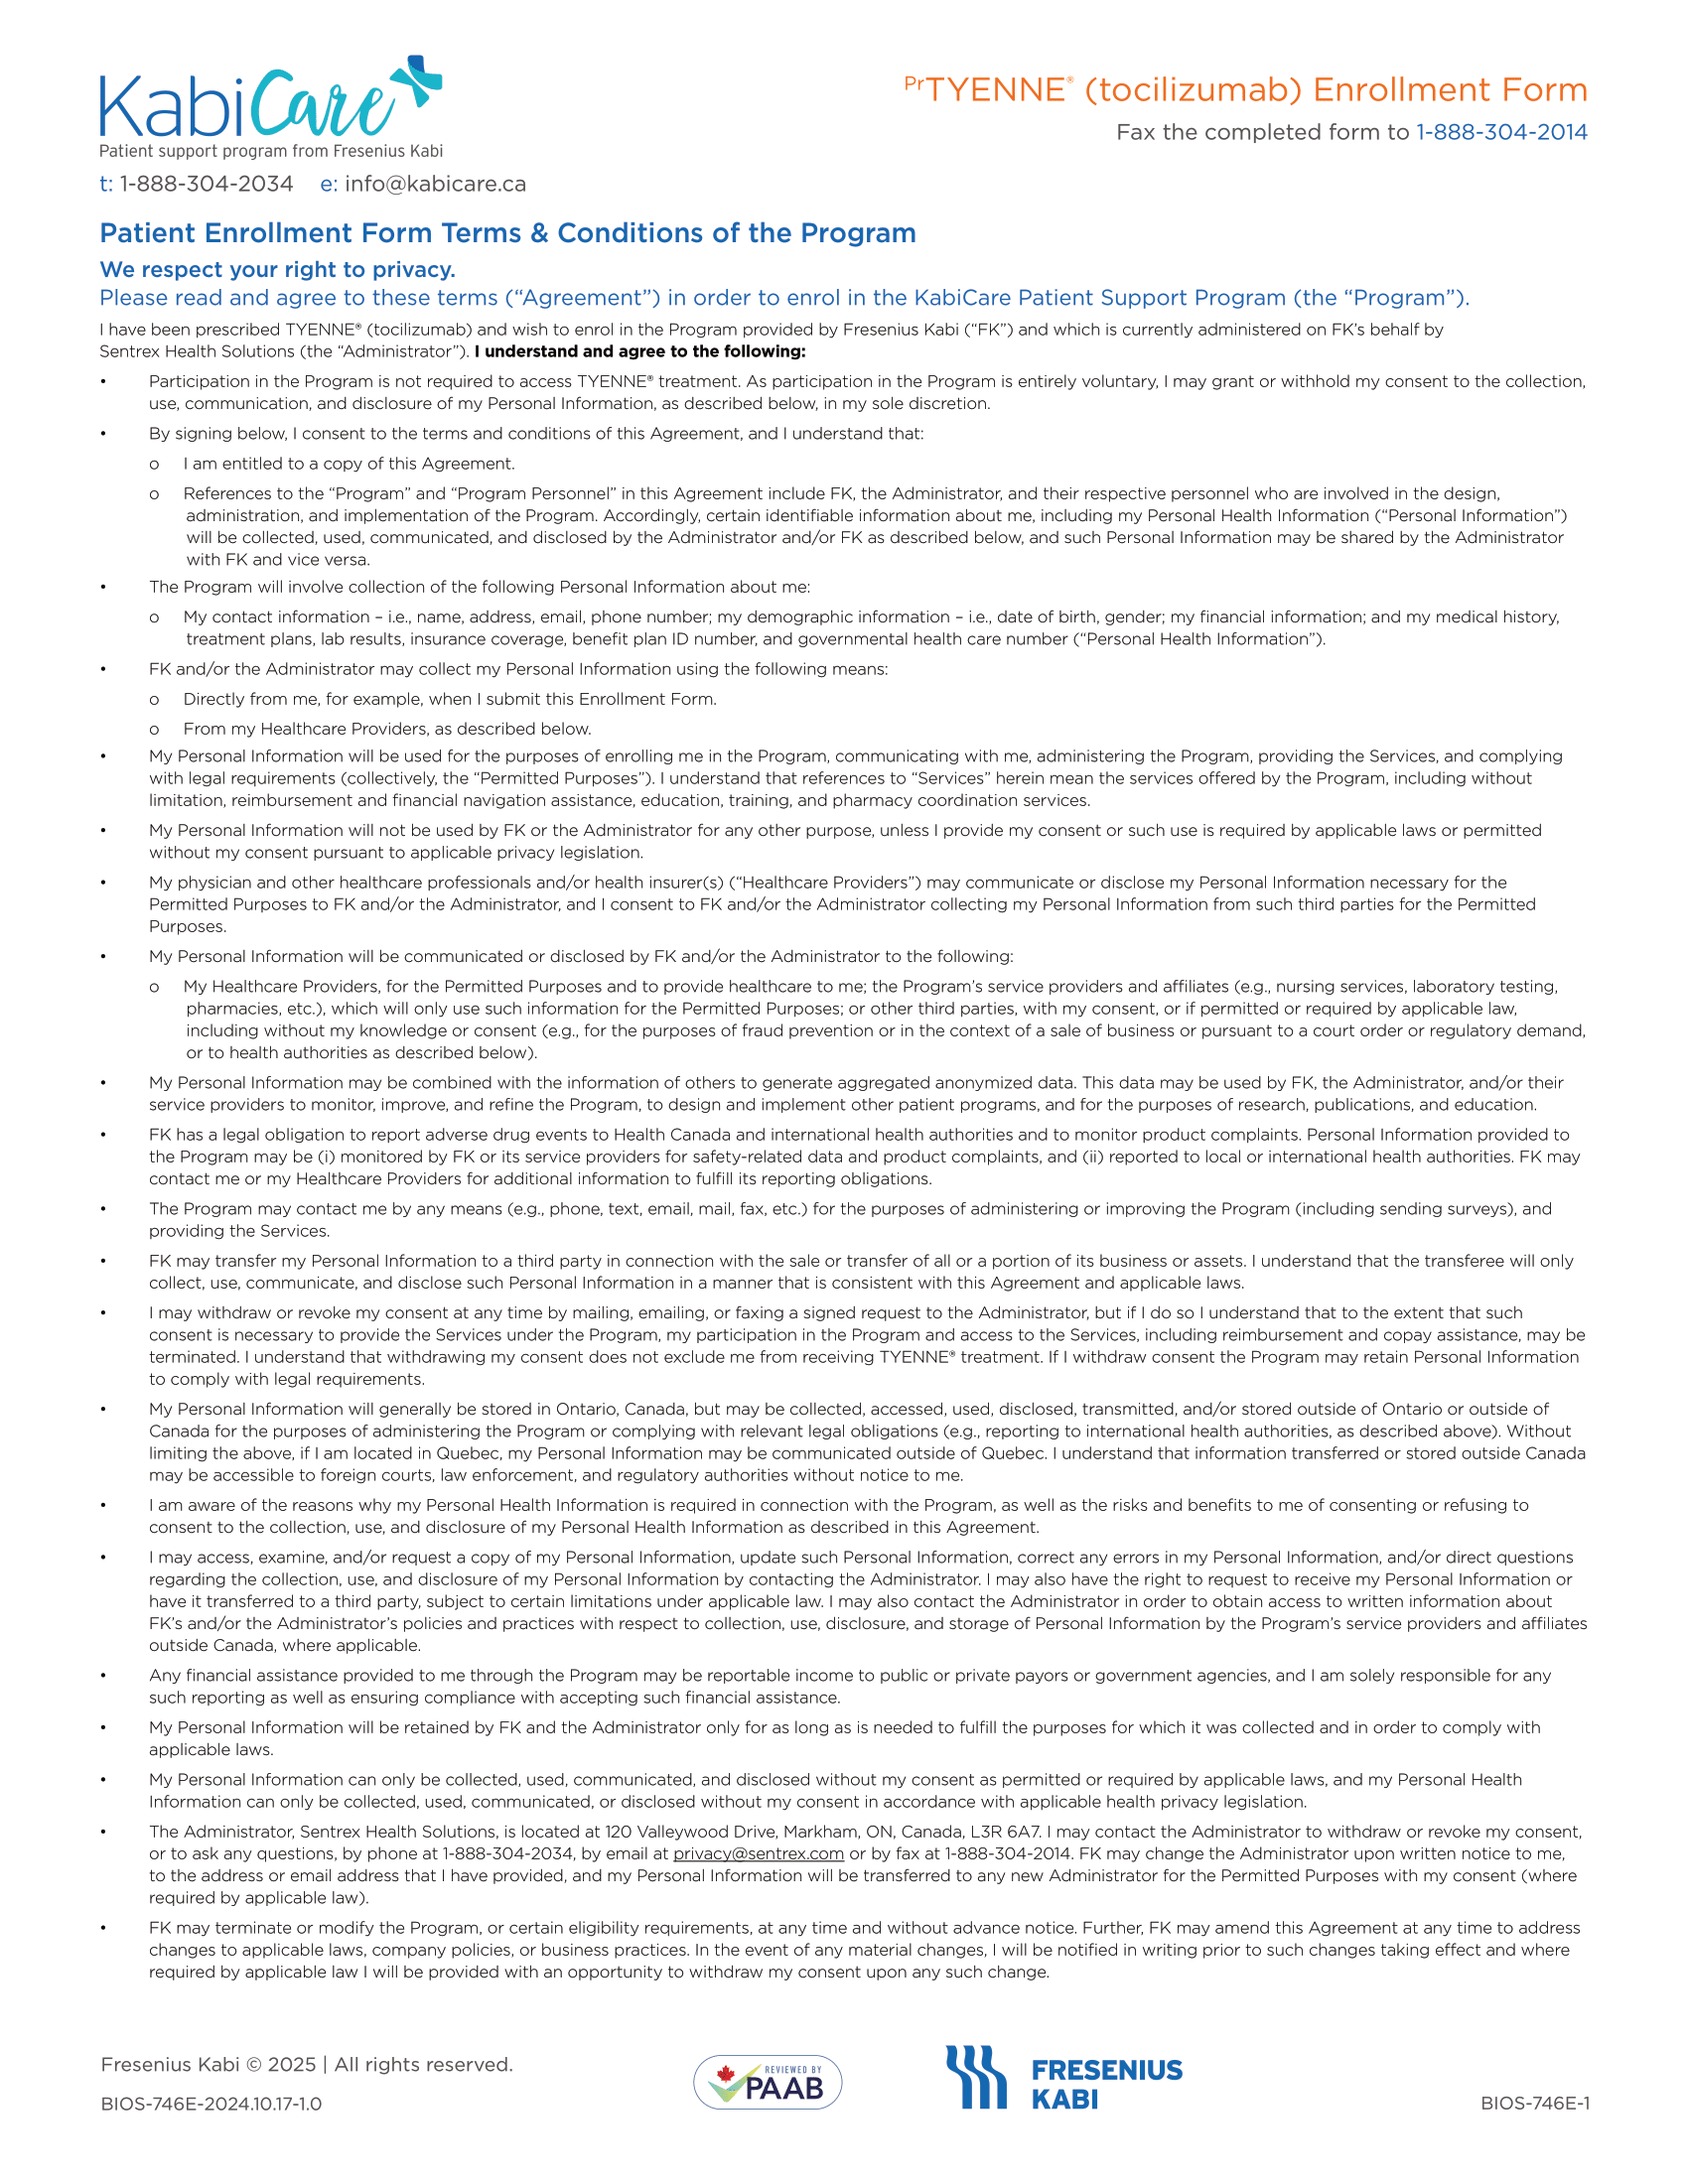 KabiCare
Patient support program from Fresenius Kabi
t: 1-888-304-2034 e: info@kabicare.ca
PrTYENNE® (tocilizumab) Enrollment Form
Fax the completed form to 1-888-304-2014
Patient Enrollment Form Terms & Conditions of the Program
We respect your right to privacy.
Please read and agree to these terms (“Agreement”) in order to enrol in the KabiCare Patient Support Program (the “Program”).
I have been prescribed TYENNE® (tocilizumab) and wish to enrol in the Program provided by Fresenius Kabi (“FK”) and which is currently administered on FK’s behalf by
Sentrex Health Solutions (the “Administrator”). I understand and agree to the following:
• Participation in the Program is not required to access TYENNE® treatment. As participation in the Program is entirely voluntary, I may grant or withhold my consent to the collection,
use, communication, and disclosure of my Personal Information, as described below, in my sole discretion.
• By signing below, I consent to the terms and conditions of this Agreement, and I understand that:
o I am entitled to a copy of this Agreement.
o References to the “Program” and “Program Personnel” in this Agreement include FK, the Administrator, and their respective personnel who are involved in the design,
administration, and implementation of the Program. Accordingly, certain identifiable information about me, including my Personal Health Information (“Personal Information”)
will be collected, used, communicated, and disclosed by the Administrator and/or FK as described below, and such Personal Information may be shared by the Administrator
with FK and vice versa.
• The Program will involve collection of the following Personal Information about me:
o My contact information – i.e., name, address, email, phone number; my demographic information – i.e., date of birth, gender; my financial information; and my medical history,
treatment plans, lab results, insurance coverage, benefit plan ID number, and governmental health care number (“Personal Health Information”).
• FK and/or the Administrator may collect my Personal Information using the following means:
o Directly from me, for example, when I submit this Enrollment Form.
o From my Healthcare Providers, as described below.
• My Personal Information will be used for the purposes of enrolling me in the Program, communicating with me, administering the Program, providing the Services, and complying
with legal requirements (collectively, the “Permitted Purposes”). I understand that references to “Services” herein mean the services offered by the Program, including without
limitation, reimbursement and financial navigation assistance, education, training, and pharmacy coordination services.
• My Personal Information will not be used by FK or the Administrator for any other purpose, unless I provide my consent or such use is required by applicable laws or permitted
without my consent pursuant to applicable privacy legislation.
• My physician and other healthcare professionals and/or health insurer(s) (“Healthcare Providers”) may communicate or disclose my Personal Information necessary for the
Permitted Purposes to FK and/or the Administrator, and I consent to FK and/or the Administrator collecting my Personal Information from such third parties for the Permitted
Purposes.
• My Personal Information will be communicated or disclosed by FK and/or the Administrator to the following:
o My Healthcare Providers, for the Permitted Purposes and to provide healthcare to me; the Program’s service providers and affiliates (e.g., nursing services, laboratory testing,
pharmacies, etc.), which will only use such information for the Permitted Purposes; or other third parties, with my consent, or if permitted or required by applicable law,
including without my knowledge or consent (e.g., for the purposes of fraud prevention or in the context of a sale of business or pursuant to a court order or regulatory demand,
or to health authorities as described below).
• My Personal Information may be combined with the information of others to generate aggregated anonymized data. This data may be used by FK, the Administrator, and/or their
service providers to monitor, improve, and refine the Program, to design and implement other patient programs, and for the purposes of research, publications, and education.
• FK has a legal obligation to report adverse drug events to Health Canada and international health authorities and to monitor product complaints. Personal Information provided to
the Program may be (i) monitored by FK or its service providers for safety-related data and product complaints, and (ii) reported to local or international health authorities. FK may
contact me or my Healthcare Providers for additional information to fulfill its reporting obligations.
• The Program may contact me by any means (e.g., phone, text, email, mail, fax, etc.) for the purposes of administering or improving the Program (including sending surveys), and
providing the Services.
• FK may transfer my Personal Information to a third party in connection with the sale or transfer of all or a portion of its business or assets. I understand that the transferee will only
collect, use, communicate, and disclose such Personal Information in a manner that is consistent with this Agreement and applicable laws.
• I may withdraw or revoke my consent at any time by mailing, emailing, or faxing a signed request to the Administrator, but if I do so I understand that to the extent that such
consent is necessary to provide the Services under the Program, my participation in the Program and access to the Services, including reimbursement and copay assistance, may be
terminated. I understand that withdrawing my consent does not exclude me from receiving TYENNE® treatment. If I withdraw consent the Program may retain Personal Information
to comply with legal requirements.
• My Personal Information will generally be stored in Ontario, Canada, but may be collected, accessed, used, disclosed, transmitted, and/or stored outside of Ontario or outside of
Canada for the purposes of administering the Program or complying with relevant legal obligations (e.g., reporting to international health authorities, as described above). Without
limiting the above, if I am located in Quebec, my Personal Information may be communicated outside of Quebec. I understand that information transferred or stored outside Canada
may be accessible to foreign courts, law enforcement, and regulatory authorities without notice to me.
• I am aware of the reasons why my Personal Health Information is required in connection with the Program, as well as the risks and benefits to me of consenting or refusing to
consent to the collection, use, and disclosure of my Personal Health Information as described in this Agreement.
• I may access, examine, and/or request a copy of my Personal Information, update such Personal Information, correct any errors in my Personal Information, and/or direct questions
regarding the collection, use, and disclosure of my Personal Information by contacting the Administrator. I may also have the right to request to receive my Personal Information or
have it transferred to a third party, subject to certain limitations under applicable law. I may also contact the Administrator in order to obtain access to written information about
FK’s and/or the Administrator’s policies and practices with respect to collection, use, disclosure, and storage of Personal Information by the Program’s service providers and affiliates
outside Canada, where applicable.
• Any financial assistance provided to me through the Program may be reportable income to public or private payors or government agencies, and I am solely responsible for any
such reporting as well as ensuring compliance with accepting such financial assistance.
• My Personal Information will be retained by FK and the Administrator only for as long as is needed to fulfill the purposes for which it was collected and in order to comply with
applicable laws.
• My Personal Information can only be collected, used, communicated, and disclosed without my consent as permitted or required by applicable laws, and my Personal Health
Information can only be collected, used, communicated, or disclosed without my consent in accordance with applicable health privacy legislation.
• The Administrator, Sentrex Health Solutions, is located at 120 Valleywood Drive, Markham, ON, Canada, L3R 6A7. I may contact the Administrator to withdraw or revoke my consent,
or to ask any questions, by phone at 1-888-304-2034, by email at privacy@sentrex.com or by fax at 1-888-304-2014. FK may change the Administrator upon written notice to me,
to the address or email address that I have provided, and my Personal Information will be transferred to any new Administrator for the Permitted Purposes with my consent (where
required by applicable law).
• FK may terminate or modify the Program, or certain eligibility requirements, at any time and without advance notice. Further, FK may amend this Agreement at any time to address
changes to applicable laws, company policies, or business practices. In the event of any material changes, I will be notified in writing prior to such changes taking effect and where
required by applicable law I will be provided with an opportunity to withdraw my consent upon any such change.
Fresenius Kabi © 2025 | All rights reserved.
BIOS-746E-2024.10.17-1.0
REVIEWED BY
PAAB
FRESENIUS
KABI
BIOS-746E-1